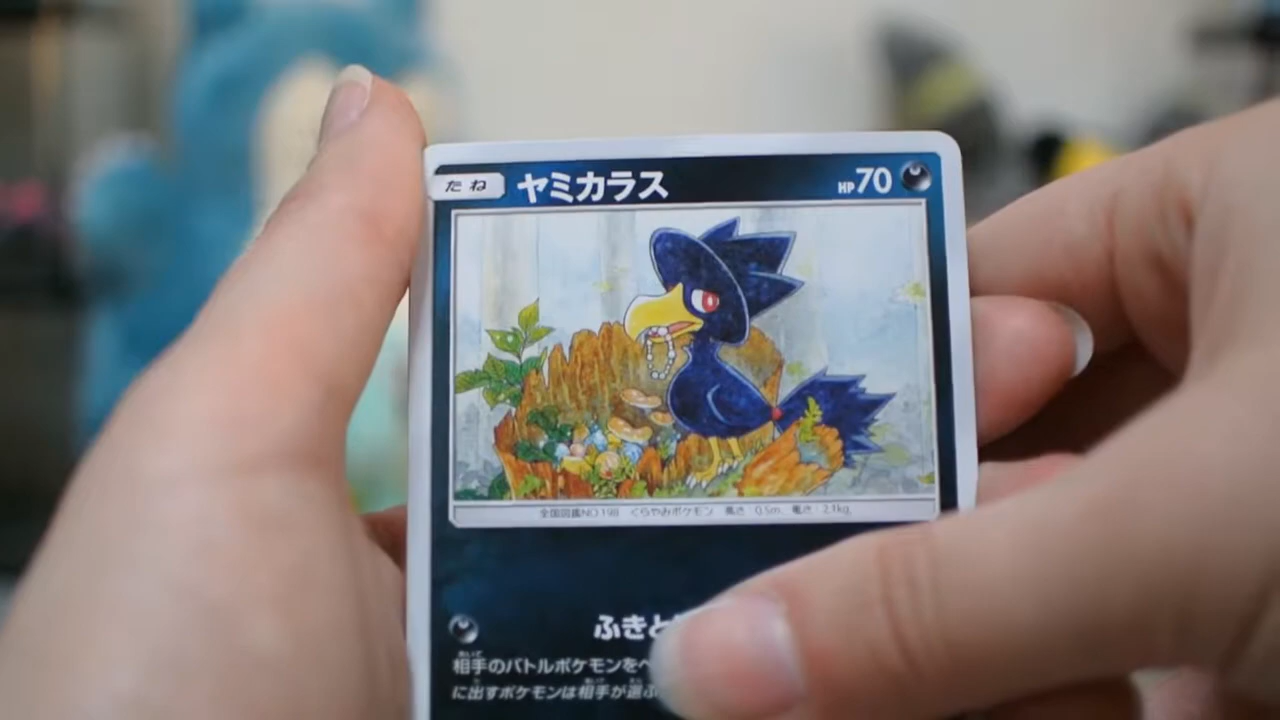 たね ヤミカラス HP70
全国図鑑NO.198 くらやみポケモン 高さ:0.5m、重さ:2.1kg
ふきと
相手のバトルポケモンをベ
に出すポケモンは相手が選ぶ